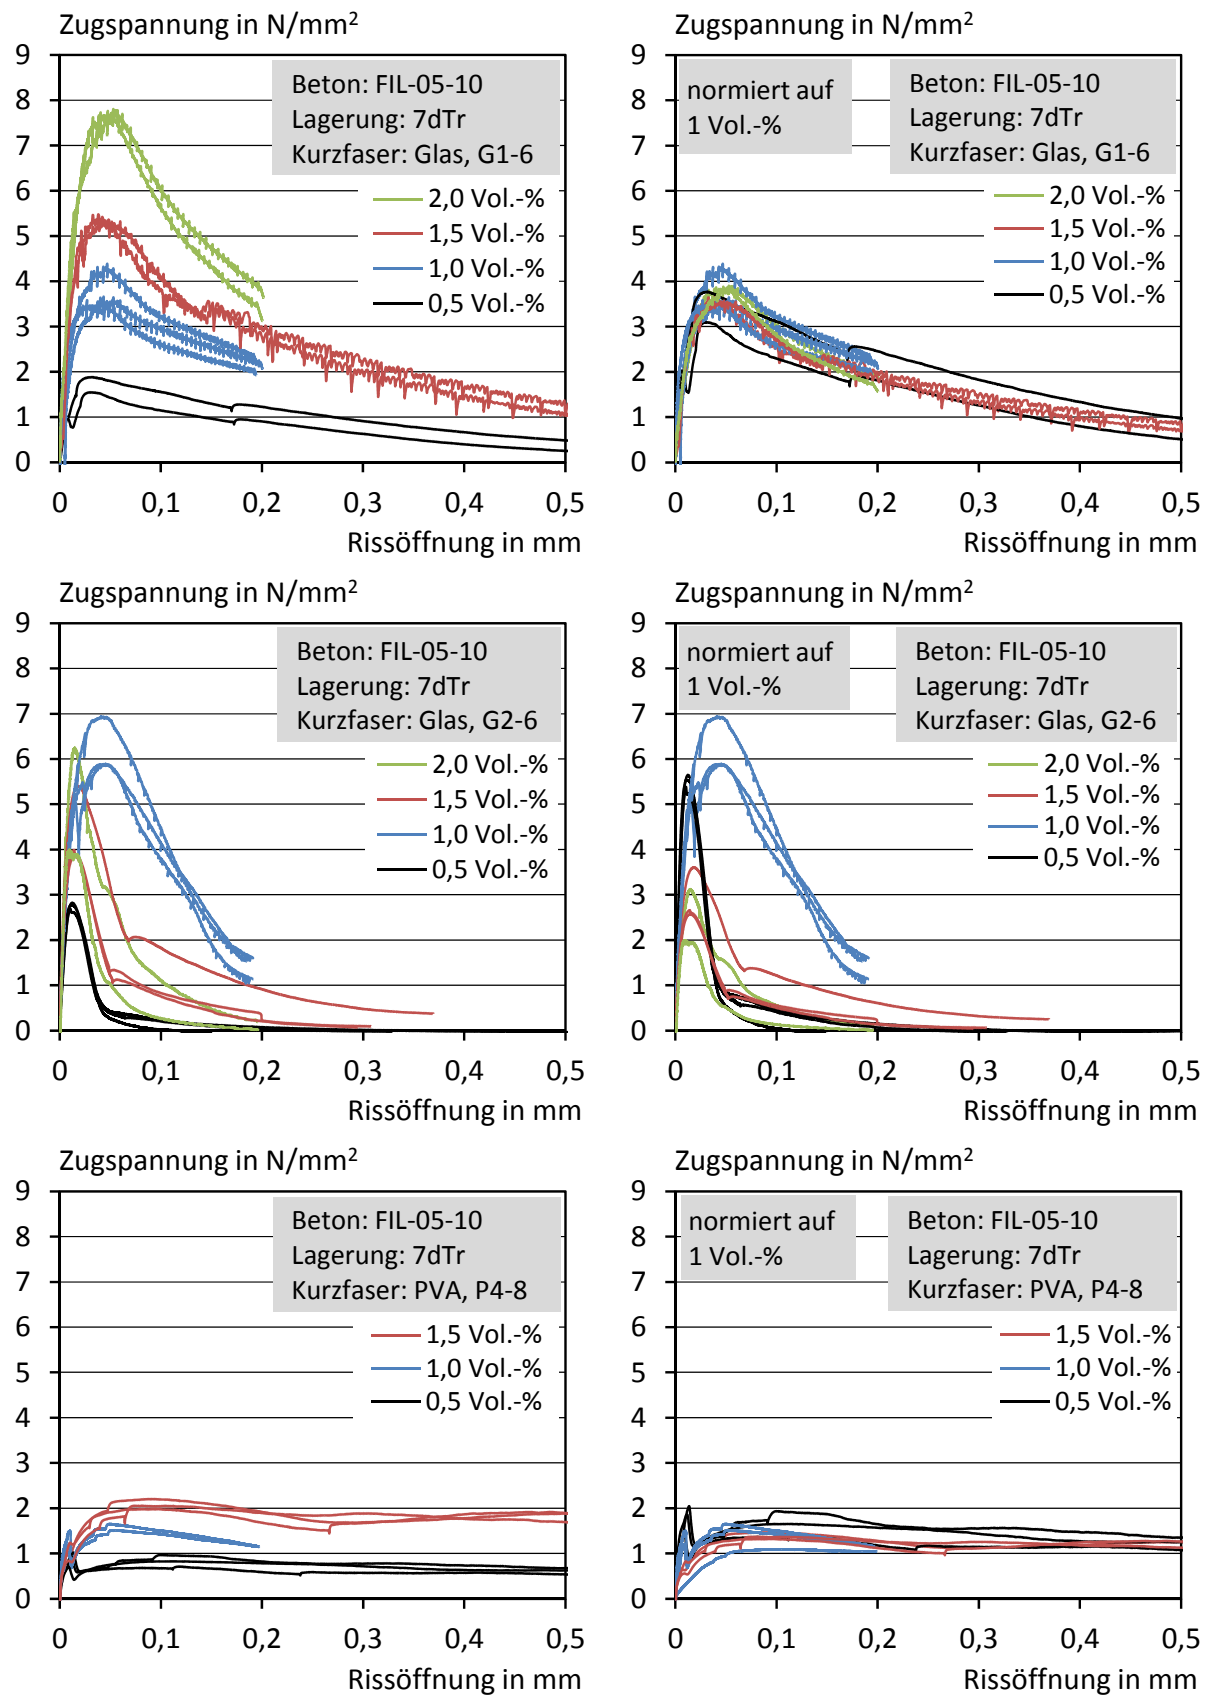 Zugspannung in N/mm²
9
8
7
6
5
4
3
2
1
0
0 0,1 0,2 0,3 0,4 0,5
Rissöffnung in mm
Beton: FIL-05-10
Lagerung: 7dTr
Kurzfaser: Glas, G1-6
2,0 Vol.-%
1,5 Vol.-%
1,0 Vol.-%
0,5 Vol.-%
Zugspannung in N/mm²
9
8
7
6
5
4
3
2
1
0
0 0,1 0,2 0,3 0,4 0,5
Rissöffnung in mm
normiert auf
1 Vol.-%
Beton: FIL-05-10
Lagerung: 7dTr
Kurzfaser: Glas, G1-6
2,0 Vol.-%
1,5 Vol.-%
1,0 Vol.-%
0,5 Vol.-%
Zugspannung in N/mm²
9
8
7
6
5
4
3
2
1
0
0 0,1 0,2 0,3 0,4 0,5
Rissöffnung in mm
Beton: FIL-05-10
Lagerung: 7dTr
Kurzfaser: Glas, G2-6
2,0 Vol.-%
1,5 Vol.-%
1,0 Vol.-%
0,5 Vol.-%
Zugspannung in N/mm²
9
8
7
6
5
4
3
2
1
0
0 0,1 0,2 0,3 0,4 0,5
Rissöffnung in mm
normiert auf
1 Vol.-%
Beton: FIL-05-10
Lagerung: 7dTr
Kurzfaser: Glas, G2-6
2,0 Vol.-%
1,5 Vol.-%
1,0 Vol.-%
0,5 Vol.-%
Zugspannung in N/mm²
9
8
7
6
5
4
3
2
1
0
0 0,1 0,2 0,3 0,4 0,5
Rissöffnung in mm
Beton: FIL-05-10
Lagerung: 7dTr
Kurzfaser: PVA, P4-8
1,5 Vol.-%
1,0 Vol.-%
0,5 Vol.-%
Zugspannung in N/mm²
9
8
7
6
5
4
3
2
1
0
0 0,1 0,2 0,3 0,4 0,5
Rissöffnung in mm
normiert auf
1 Vol.-%
Beton: FIL-05-10
Lagerung: 7dTr
Kurzfaser: PVA, P4-8
1,5 Vol.-%
1,0 Vol.-%
0,5 Vol.-%